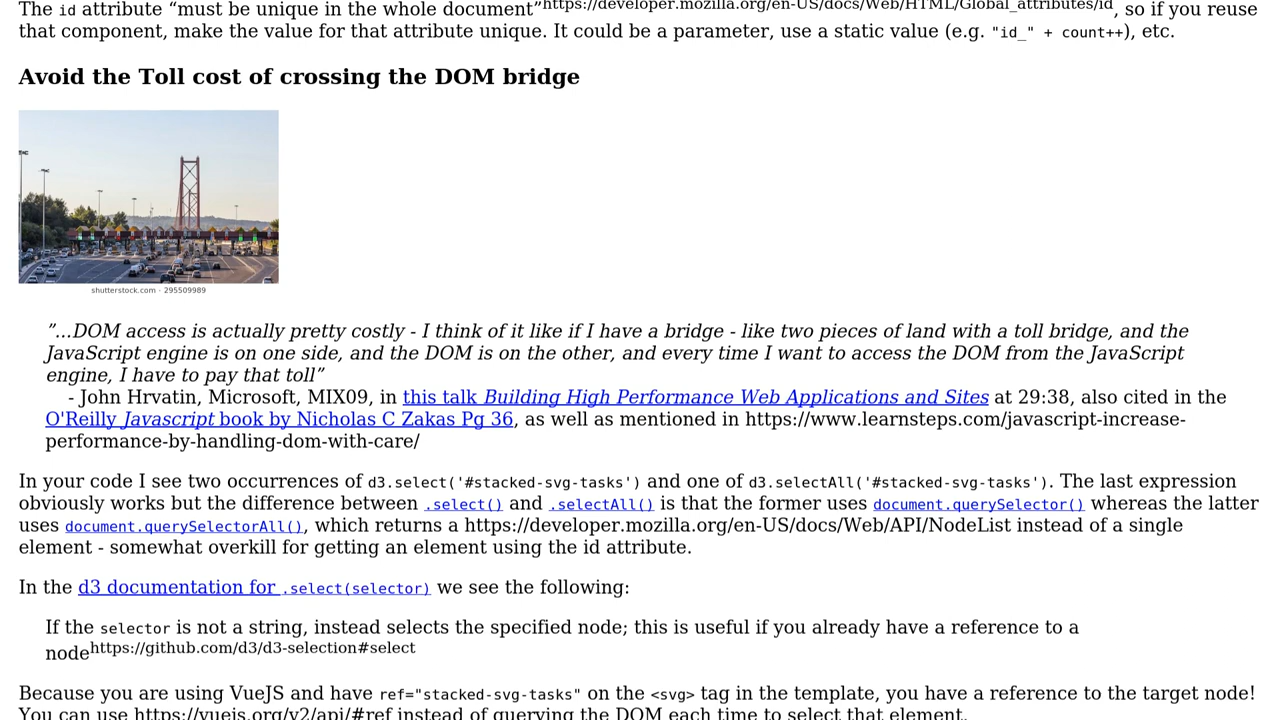 The id attribute “must be unique in the whole document”https://developer.mozilla.org/en-US/docs/Web/HTML/Global_attributes/id, so if you reuse
that component, make the value for that attribute unique. It could be a parameter, use a static value (e.g. "id_" + count++), etc.
Avoid the Toll cost of crossing the DOM bridge
shutterstock.com · 295509989
”...DOM access is actually pretty costly - I think of it like if I have a bridge - like two pieces of land with a toll bridge, and the
JavaScript engine is on one side, and the DOM is on the other, and every time I want to access the DOM from the JavaScript
engine, I have to pay that toll”
- John Hrvatin, Microsoft, MIX09, in this talk Building High Performance Web Applications and Sites at 29:38, also cited in the
O'Reilly Javascript book by Nicholas C Zakas Pg 36, as well as mentioned in https://www.learnsteps.com/javascript-increase-
performance-by-handling-dom-with-care/
In your code I see two occurrences of d3.select('#stacked-svg-tasks') and one of d3.selectAll('#stacked-svg-tasks'). The last expression
obviously works but the difference between .select() and .selectAll() is that the former uses document.querySelector() whereas the latter
uses document.querySelectorAll(), which returns a https://developer.mozilla.org/en-US/docs/Web/API/NodeList instead of a single
element - somewhat overkill for getting an element using the id attribute.
In the d3 documentation for .select(selector) we see the following:
If the selector is not a string, instead selects the specified node; this is useful if you already have a reference to a
nodehttps://github.com/d3/d3-selection#select
Because you are using VueJS and have ref="stacked-svg-tasks" on the <svg> tag in the template, you have a reference to the target node!
You can use https://vuejs.org/v2/api/#ref instead of querying the DOM each time to select that element.